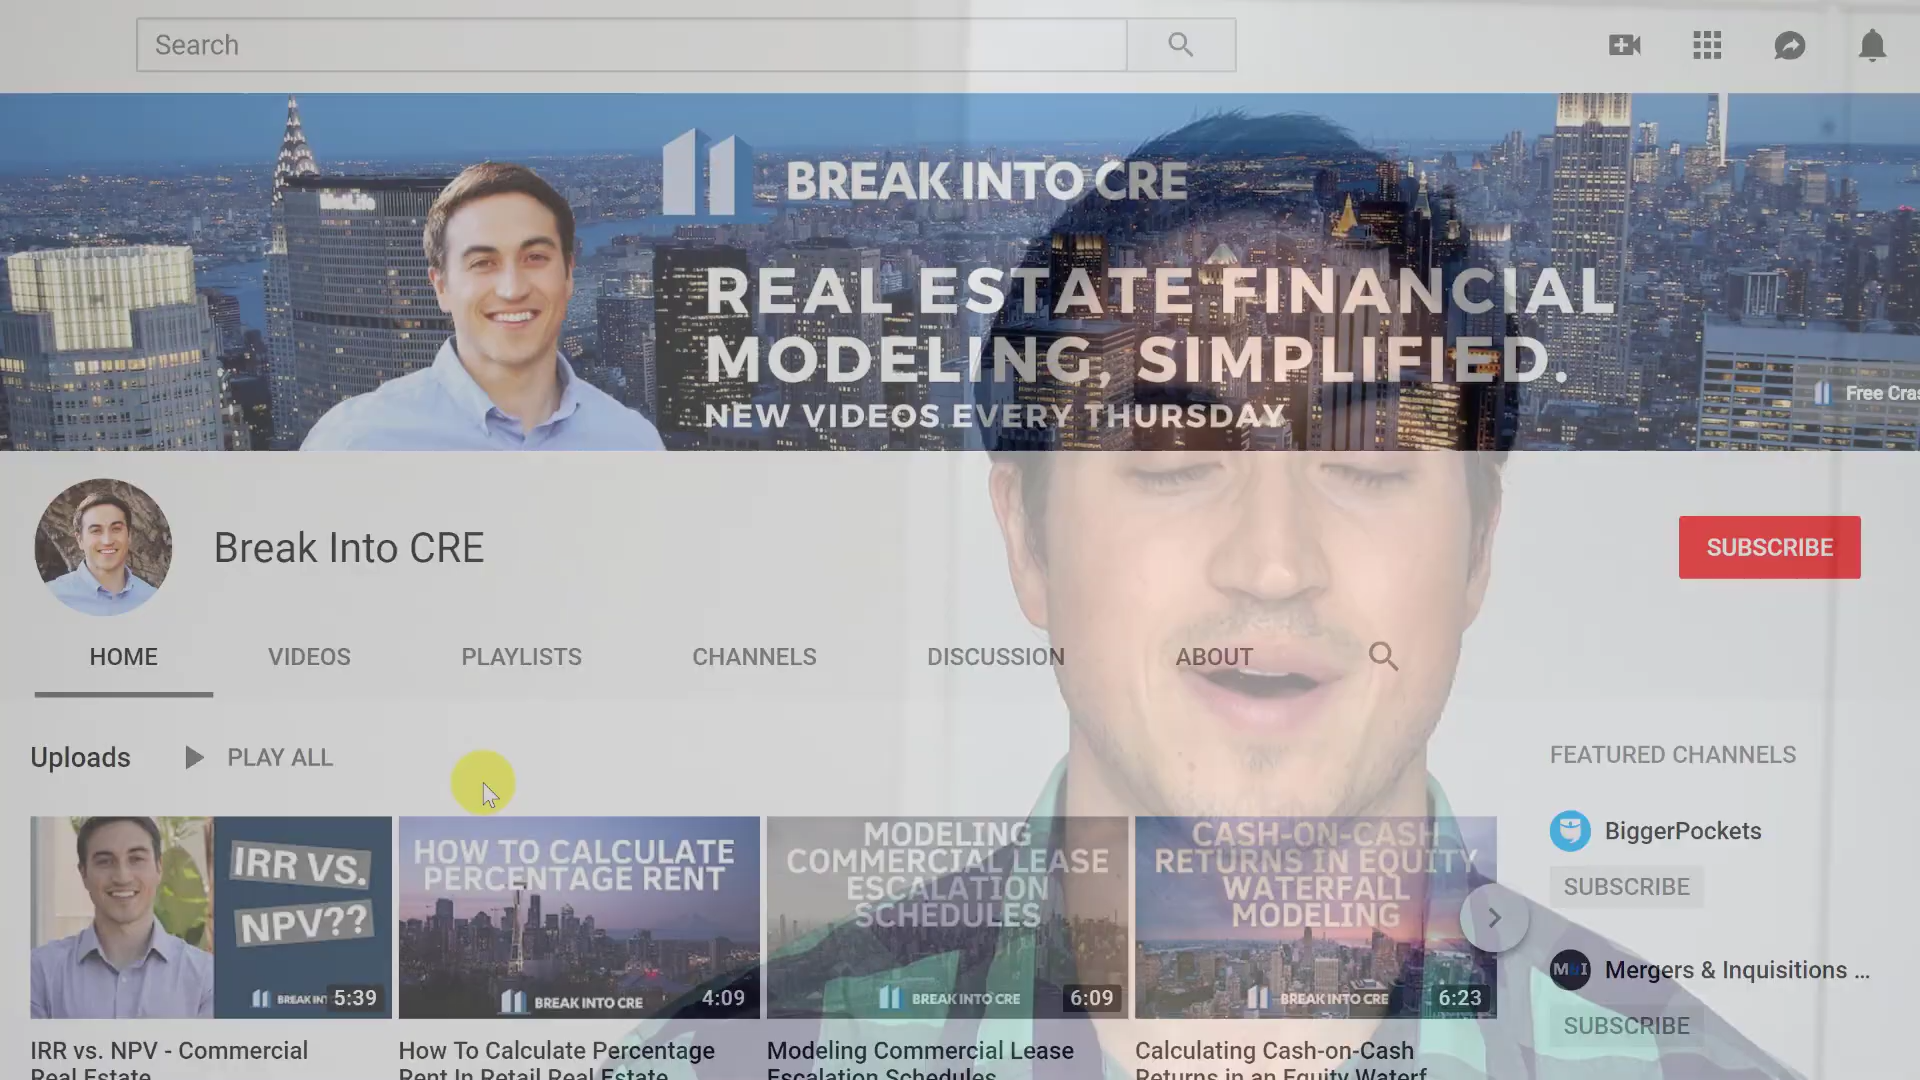 Search
MetLife
BREAK INTO CRE
REAL ESTATE FINANCIAL
MODELING, SIMPLIFIED.
NEW VIDEOS EVERY THURSDAY
Free
Break Into CRE
SUBSCRIBE
HOME VIDEOS PLAYLISTS CHANNELS DISCUSSION ABOUT
Uploads PLAY ALL
FEATURED CHANNELS
BiggerPockets
SUBSCRIBE
Mergers & Inquisitions ...
SUBSCRIBE
IRR VS.
NPV??
BREAK IN
5:39
HOW TO CALCULATE
PERCENTAGE RENT
BREAK INTO CRE
4:09
MODELING
COMMERCIAL LEASE
ESCALATION
SCHEDULES
BREAK INTO CRE
6:09
CASH-ON-CASH
RETURNS IN EQUITY
WATERFALL
MODELING
BREAK INTO CRE
6:23
IRR vs. NPV - Commercial
Real Estate
How To Calculate Percentage
Rent In Retail Real Estate
Modeling Commercial Lease
Escalation Schedules
Calculating Cash-on-Cash
Returns in an Equity Waterf